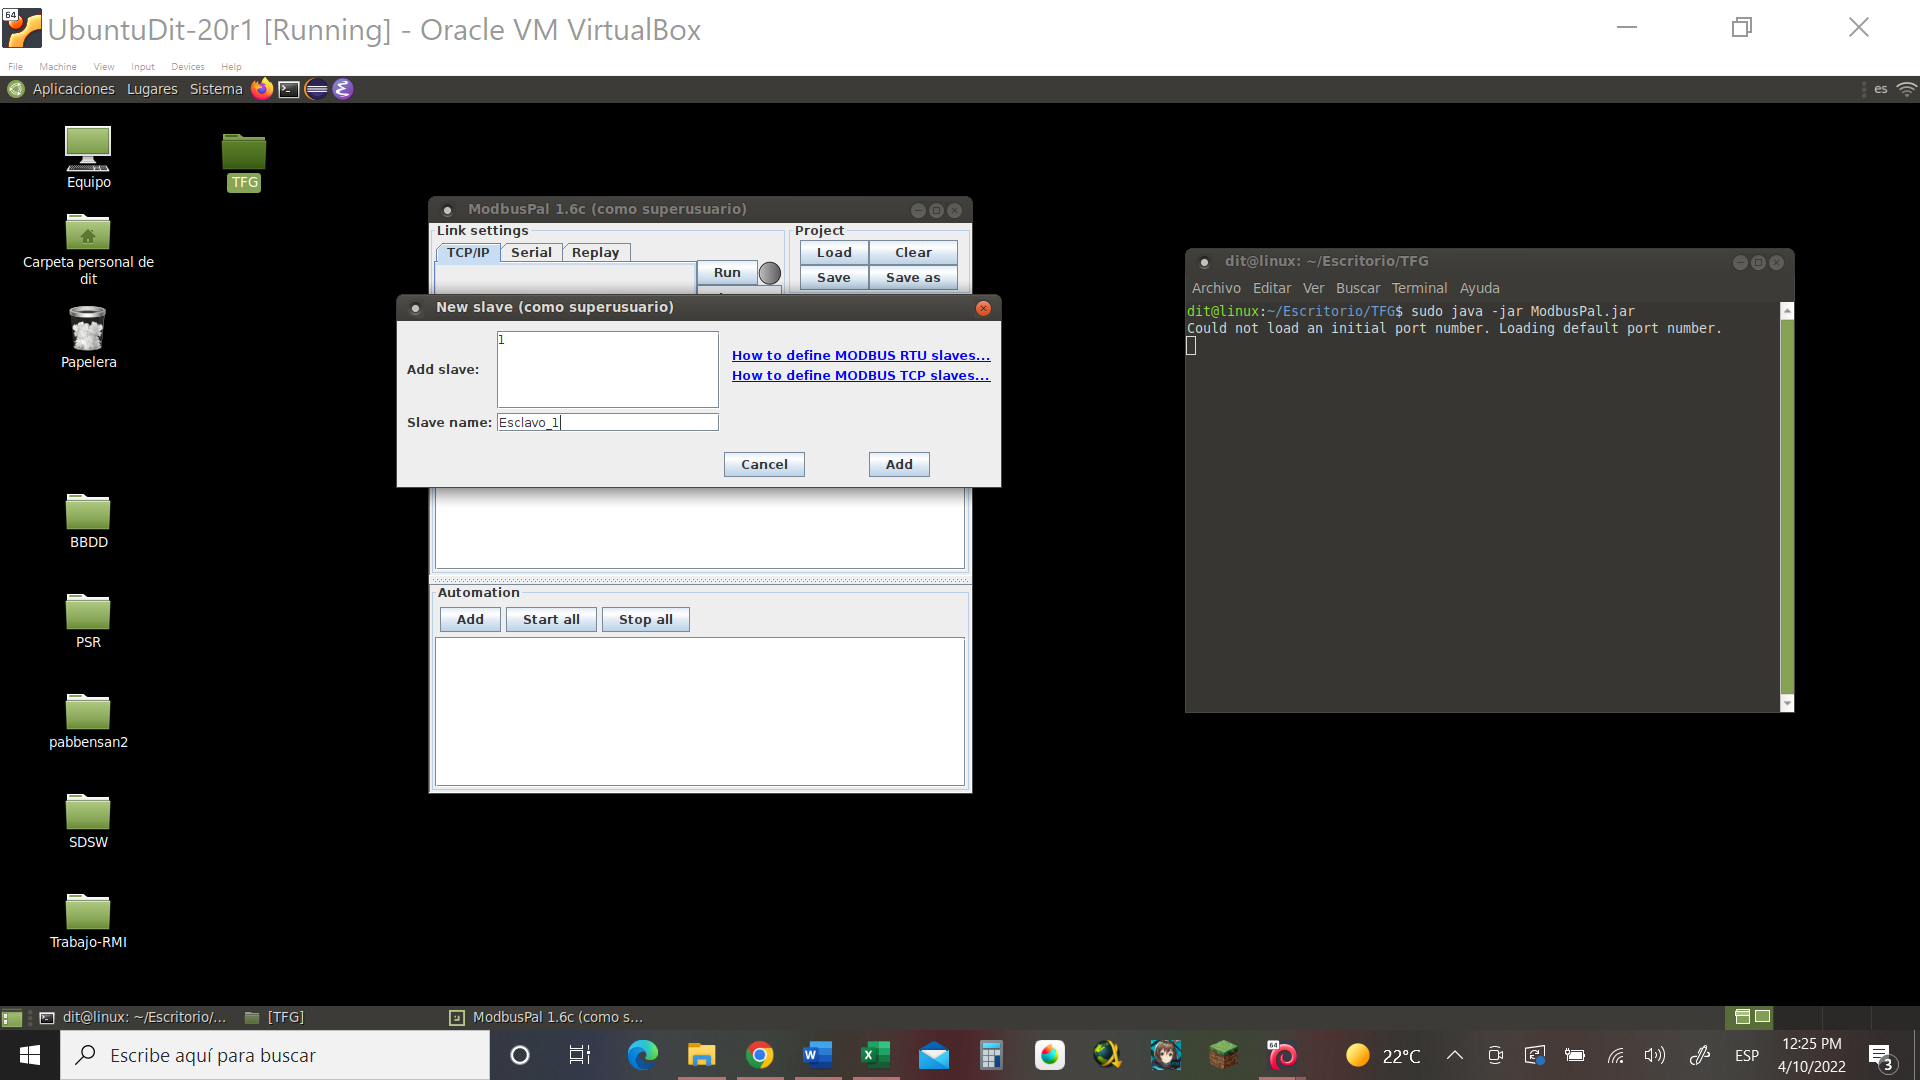 64
UbuntuDit-20r1 [Running] - Oracle VM VirtualBox
File Machine View Input Devices Help
Aplicaciones Lugares Sistema
es
Equipo
TFG
Carpeta personal de
dit
Papelera
BBDD
PSR
pabbensan2
SDSW
Trabajo-RMI
ModbusPal 1.6c (como superusuario)
Link settings
TCP/IP Serial Replay
Run
Project
Load Clear
Save Save as
New slave (como superusuario)
Add slave:
1
How to define MODBUS RTU slaves...
How to define MODBUS TCP slaves...
Slave name: Esclavo_1
Cancel Add
Automation
Add Start all Stop all
dit@linux: ~/Escritorio/TFG
Archivo Editar Ver Buscar Terminal Ayuda
dit@linux:~/Escritorio/TFG$ sudo java -jar ModbusPal.jar
Could not load an initial port number. Loading default port number.
dit@linux: ~/Escritorio/...
[TFG]
ModbusPal 1.6c (como s...
Escribe aquí para buscar
64
22°C
ESP
12:25 PM
4/10/2022
3